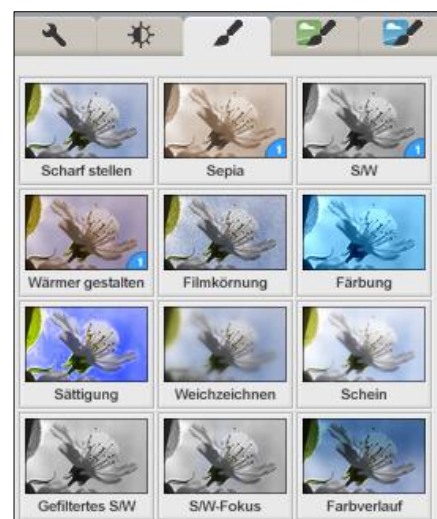 Scharf stellen
Sepia
1
S/W
1
Wärmer gestalten
1
Filmkörnung
Färbung
Sättigung
Weichzeichnen
Schein
Gefiltertes S/W
S/W-Fokus
Farbverlauf